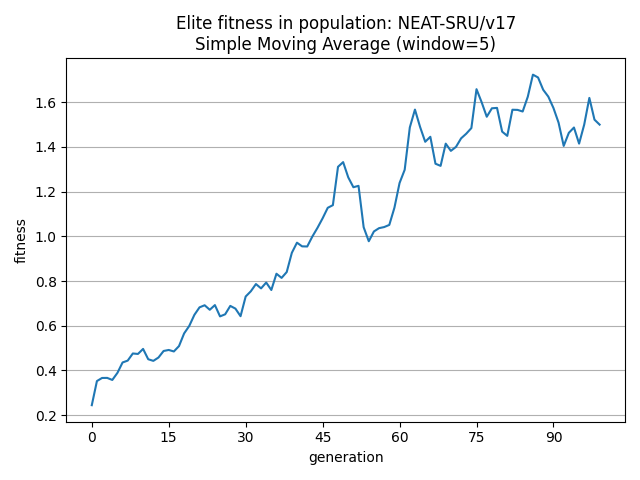 Elite fitness in population: NEAT-SRU/v17
Simple Moving Average (window=5)
fitness
1.6
1.4
1.2
1.0
0.8
0.6
0.4
0.2
0 15 30 45 60 75 90
generation